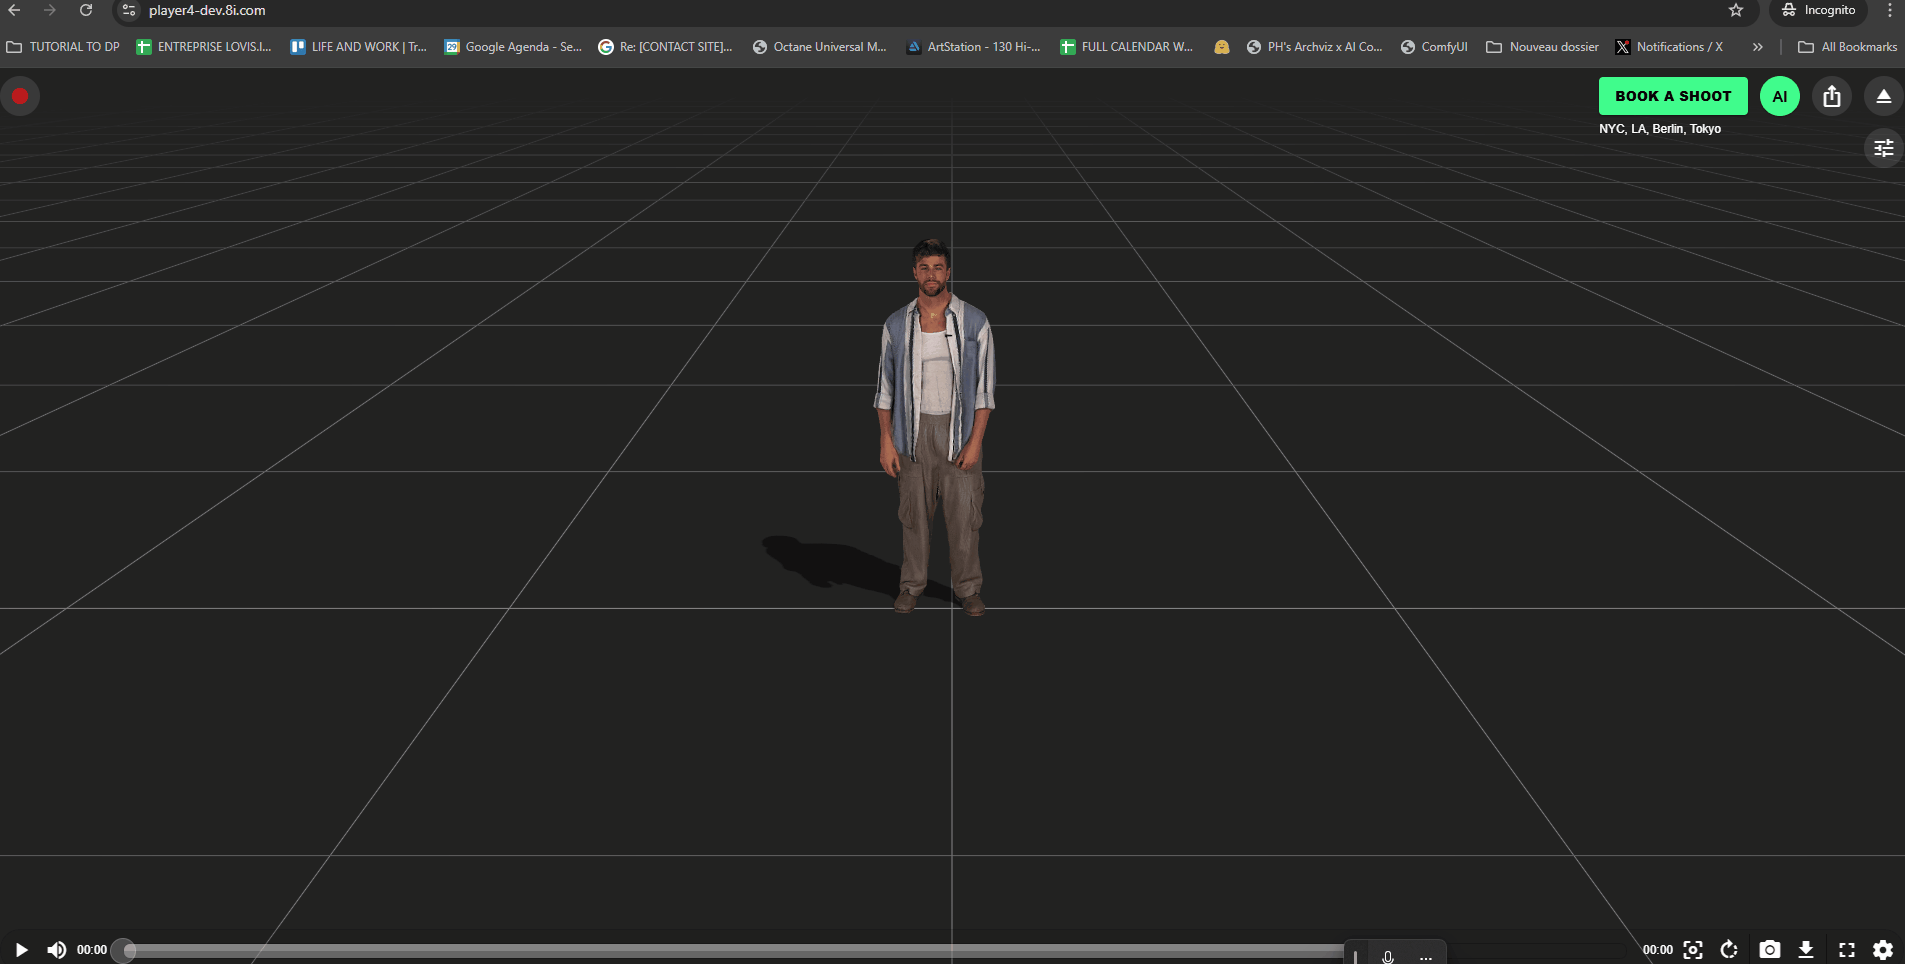 player4-dev.8i.com
Incognito
TUTORIAL TO DP
ENTREPRISE LOVIS.I...
LIFE AND WORK | Tr...
29
Google Agenda - Se...
Re: [CONTACT SITE]...
Octane Universal M...
ArtStation - 130 Hi-...
FULL CALENDAR W...
PH's Archviz x AI Co...
ComfyUI
Nouveau dossier
Notifications / X
All Bookmarks
BOOK A SHOOT
AI
NYC, LA, Berlin, Tokyo
00:00
00:00